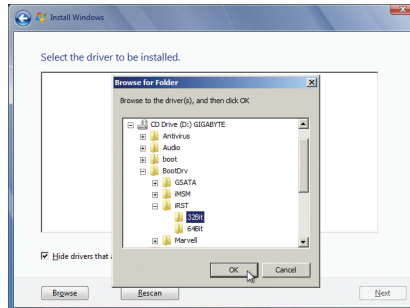 Install Windows
Select the driver to be installed.
Browse for Folder
Browse to the driver(s), and then click OK
CD Drive (D:) GIGABYTE
Antivirus
Audio
boot
BootDrv
GSATA
iMSM
iRST
32Bit
64Bit
Marvell
Hide drivers that
OK
Cancel
Browse
Rescan
Next